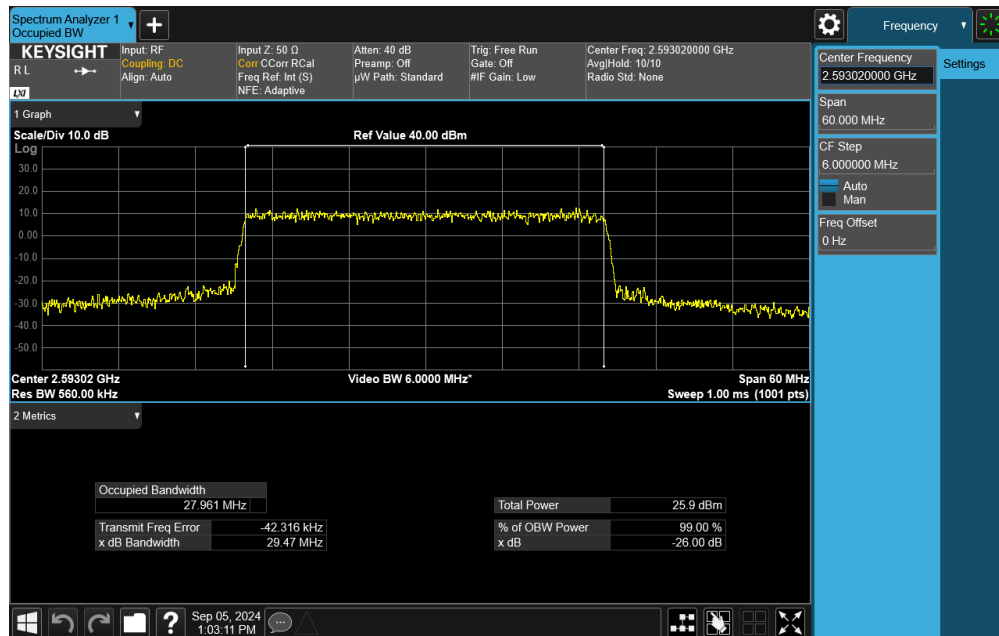 Spectrum Analyzer 1
Occupied BW
Frequency
KEYSIGHT
R L
LXI
Input: RF
Coupling: DC
Align: Auto
Input Z: 50 Ω
Corr CCorr RCal
Freq Ref: Int (S)
NFE: Adaptive
Atten: 40 dB
Preamp: Off
µW Path: Standard
Trig: Free Run
Gate: Off
#IF Gain: Low
Center Freq: 2.593020000 GHz
Avg|Hold: 10/10
Radio Std: None
Center Frequency
2.593020000 GHz
Settings
Span
60.000 MHz
CF Step
6.000000 MHz
Auto
Man
Freq Offset
0 Hz
1 Graph
Scale/Div 10.0 dB
Ref Value 40.00 dBm
Log
30.0
20.0
10.0
0.00
-10.0
-20.0
-30.0
-40.0
-50.0
Center 2.59302 GHz
Video BW 6.0000 MHz*
Span 60 MHz
Res BW 560.00 kHz
Sweep 1.00 ms (1001 pts)
2 Metrics
Occupied Bandwidth
27.961 MHz
Total Power 25.9 dBm
Transmit Freq Error -42.316 kHz
% of OBW Power 99.00 %
x dB Bandwidth 29.47 MHz
x dB -26.00 dB
?
Sep 05, 2024
1:03:11 PM